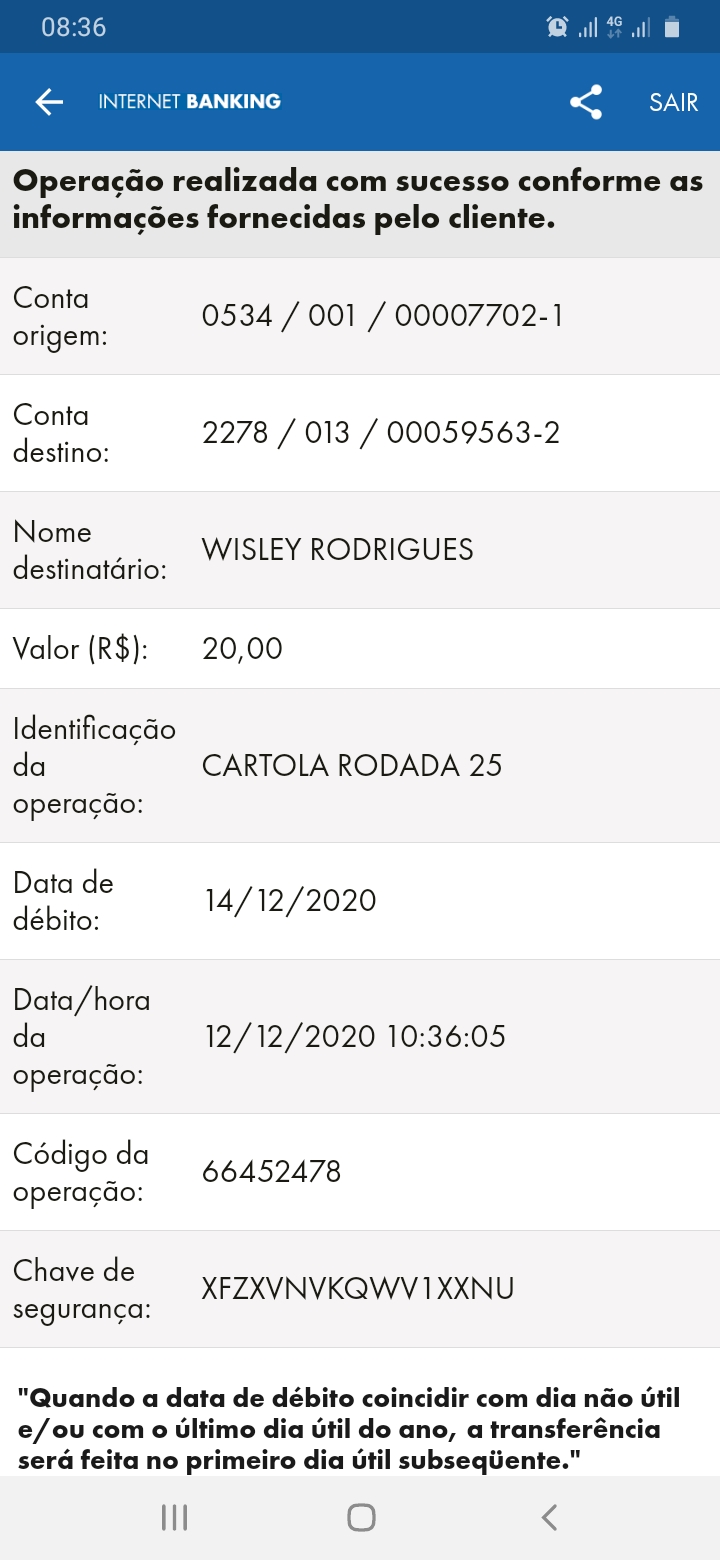 08:36
4G
INTERNET BANKING
SAIR
Operação realizada com sucesso conforme as
informações fornecidas pelo cliente.
Conta
origem:
0534 / 001 / 00007702-1
Conta
destino:
2278 / 013 / 00059563-2
Nome
destinatário:
WISLEY RODRIGUES
Valor (R$):
20,00
Identificação
da
operação:
CARTOLA RODADA 25
Data de
débito:
14/12/2020
Data/hora
da
operação:
12/12/2020 10:36:05
Código da
operação:
66452478
Chave de
segurança:
XFZXVNVKQWV1XXNU
"Quando a data de débito coincidir com dia não útil
e/ou com o último dia útil do ano, a transferência
será feita no primeiro dia útil subseqüente."